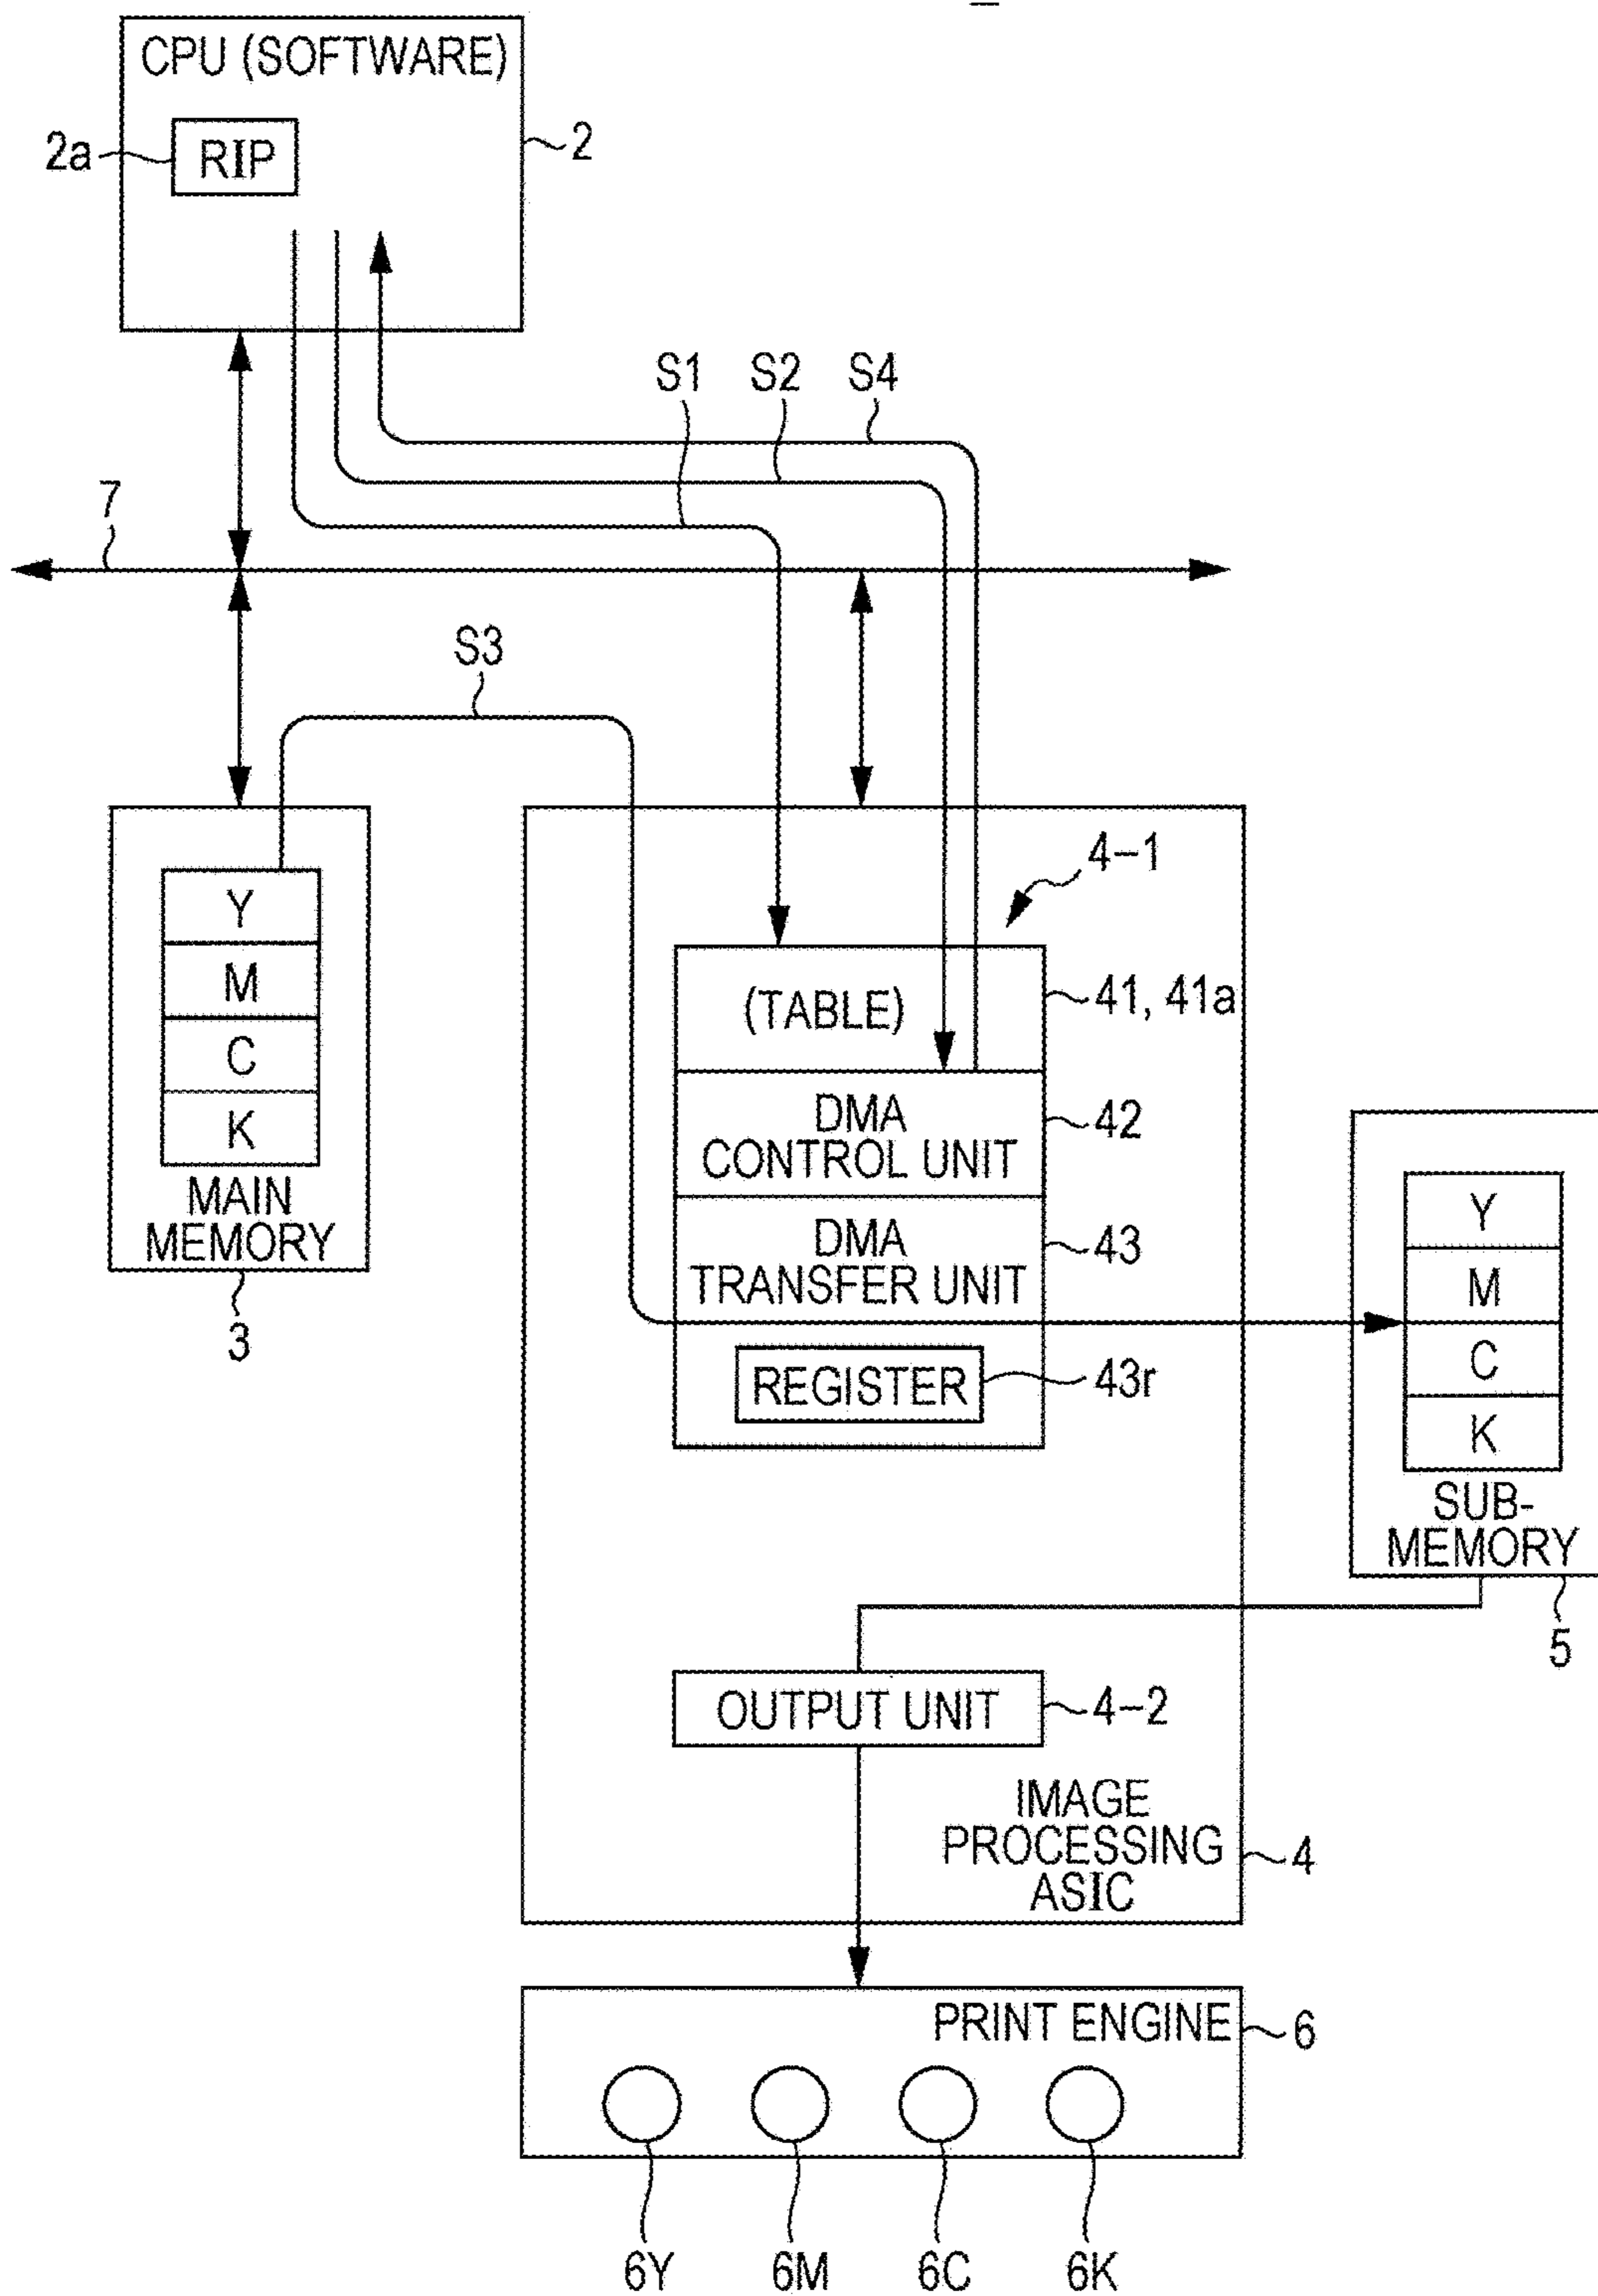 CPU (SOFTWARE)
2a
RIP
2
S1
S2
S4
7
S3
4-1
Y
M
C
K
MAIN
MEMORY
3
(TABLE)
41, 41a
DMA
CONTROL UNIT
42
DMA
TRANSFER UNIT
43
REGISTER
43r
Y
M
C
K
SUB-
MEMORY
5
OUTPUT UNIT
4-2
IMAGE
PROCESSING
ASIC
4
PRINT ENGINE
6
6Y
6M
6C
6K